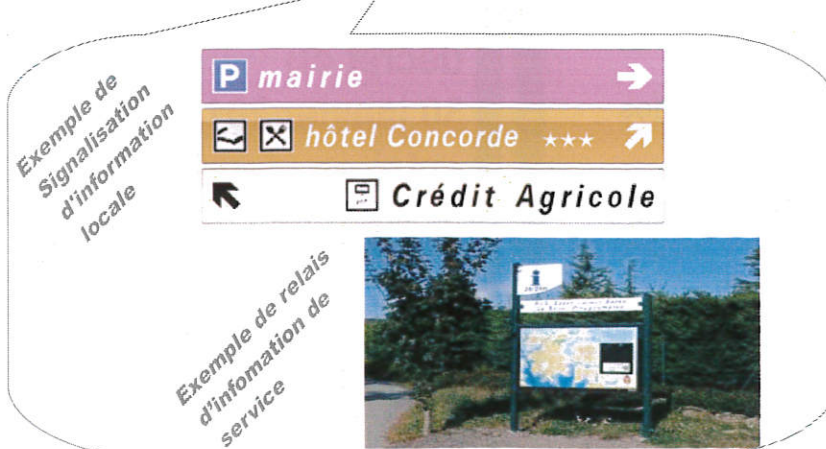 Exemple de
Signalisation
d'information
locale
P mairie
hôtel Concorde ★★★
Crédit Agricole
Exemple de relais
d'infomation de
service
i